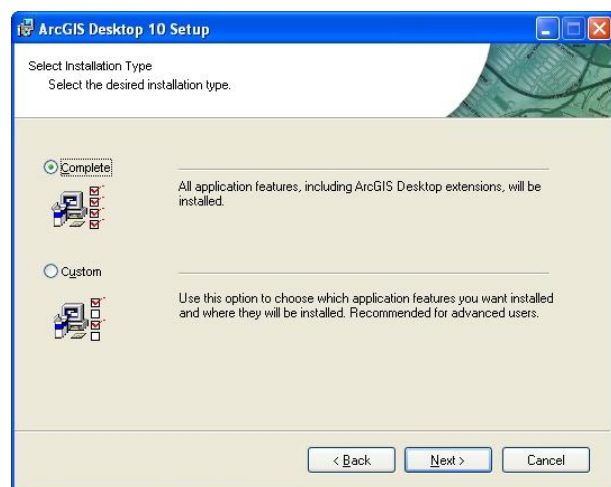 ArcGIS Desktop 10 Setup
Select Installation Type
Select the desired installation type.
Complete
All application features, including ArcGIS Desktop extensions, will be
installed.
Custom
Use this option to choose which application features you want installed
and where they will be installed. Recommended for advanced users.
< Back
Next >
Cancel